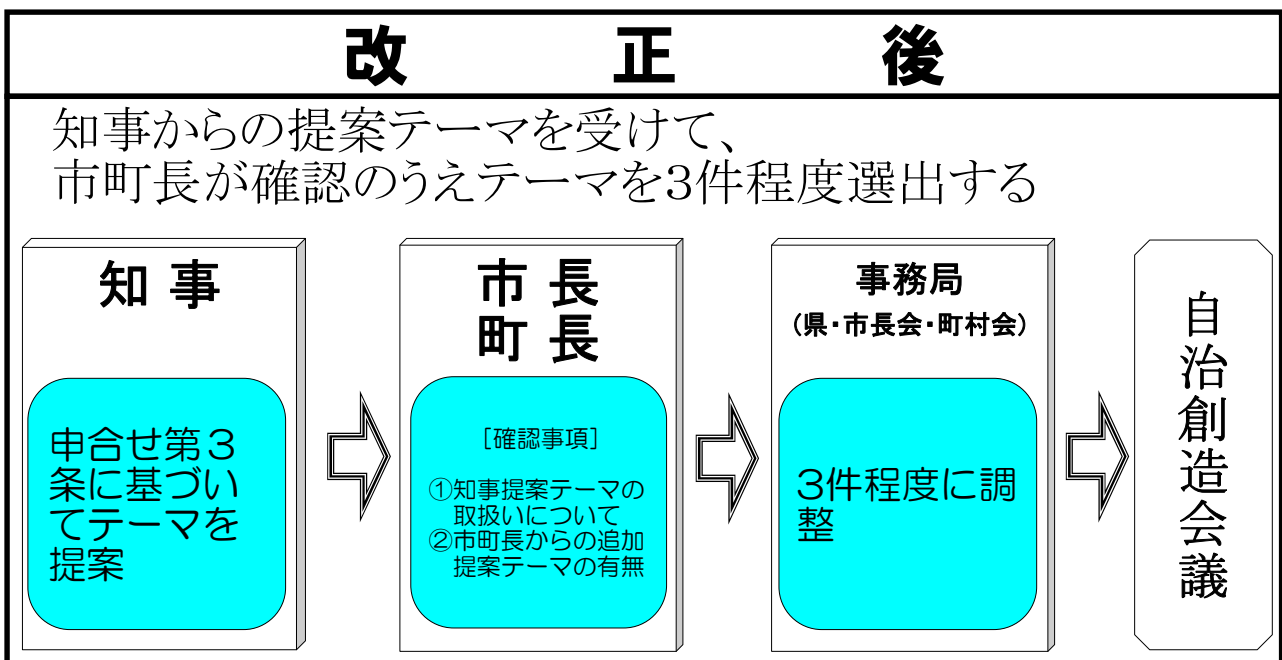 改正後
知事からの提案テーマを受けて、
市町長が確認のうえテーマを3件程度選出する
知事
申合せ第3
条に基づい
てテーマを
提案
市長
町長
［確認事項］
①知事提案テーマの
取扱いについて
②市町長からの追加
提案テーマの有無
事務局
（県・市長会・町村会）
3件程度に調
整
自治創造会議